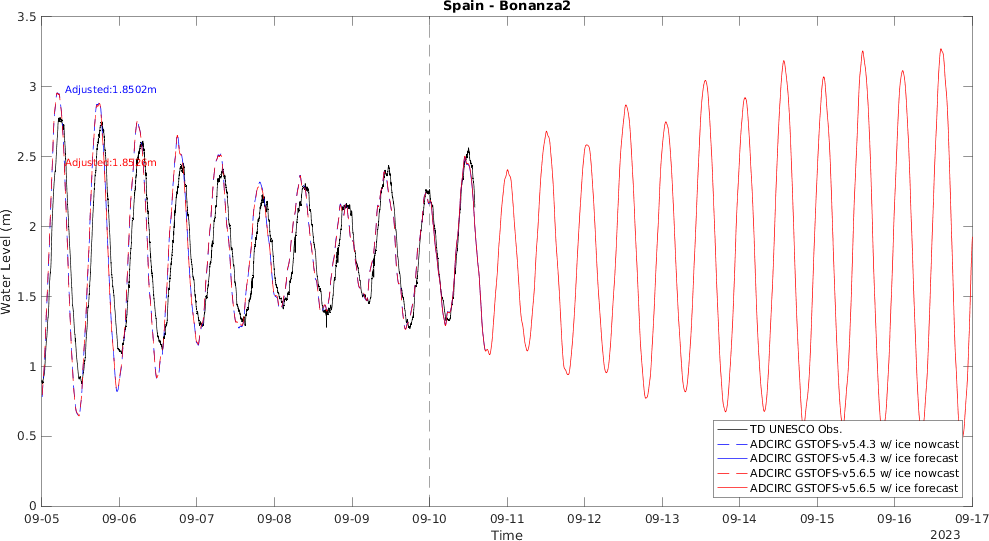 Spain - Bonanza2
3.5
3
2.5
2
1.5
1
0.5
0
Water Level (m)
Adjusted:1.8502m
Adjusted:1.8526m
TD UNESCO Obs.
ADCIRC GSTOFS-v5.4.3 w/ ice nowcast
ADCIRC GSTOFS-v5.4.3 w/ ice forecast
ADCIRC GSTOFS-v5.6.5 w/ ice nowcast
ADCIRC GSTOFS-v5.6.5 w/ ice forecast
09-05 09-06 09-07 09-08 09-09 09-10 09-11 09-12 09-13 09-14 09-15 09-16 09-17
Time
2023